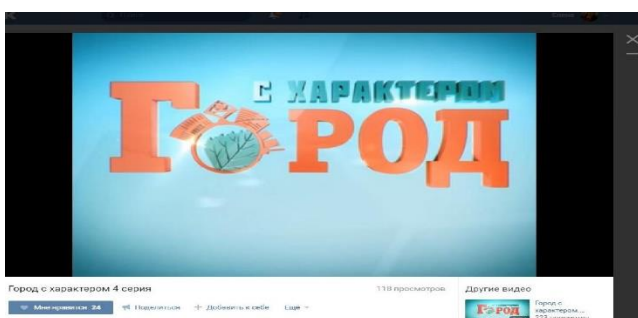 С ХАРАКТЕРОМ
ГОРОД
Город с характером 4 серия
118 просмотров
Другие видео
Мне нравится 24
Поделиться
Добавить к себе
Ещё
ГОРОД
Город с
характером ...